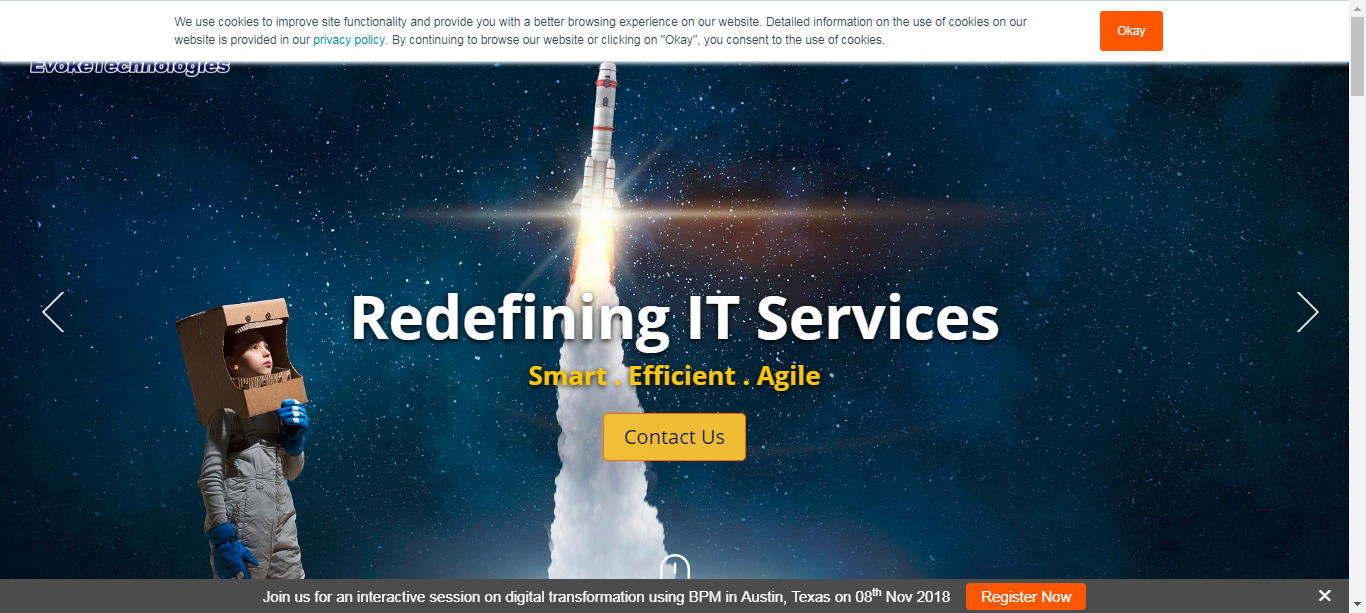 We use cookies to improve site functionality and provide you with a better browsing experience on our website. Detailed information on the use of cookies on our
website is provided in our privacy policy. By continuing to browse our website or clicking on "Okay", you consent to the use of cookies.
Okay
EvokeTechnologies
Redefining IT Services
Smart . Efficient . Agile
Contact Us
Join us for an interactive session on digital transformation using BPM in Austin, Texas on 08th Nov 2018
Register Now